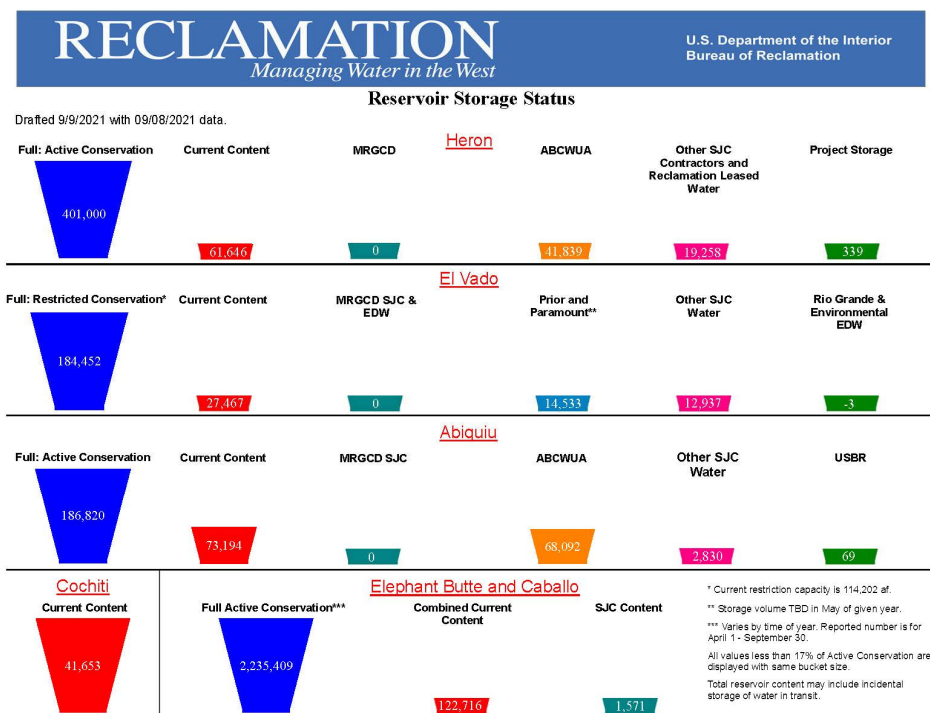 RECLAMATION
Managing Water in the West
U.S. Department of the Interior
Bureau of Reclamation
Reservoir Storage Status
Drafted 9/9/2021 with 09/08/2021 data.
Heron
Full: Active Conservation
Current Content
MRGCD
ABCWUA
Other SJC
Contractors and
Reclamation Leased
Water
Project Storage
401,000
61,646
0
41,839
19,258
339
El Vado
Full: Restricted Conservation*
Current Content
MRGCD SJC &
EDW
Prior and
Paramount**
Other SJC
Water
Rio Grande &
Environmental
EDW
184,452
27,467
0
14,533
12,937
-3
Abiquiu
Full: Active Conservation
Current Content
MRGCD SJC
ABCWUA
Other SJC
Water
USBR
186,820
73,194
0
68,092
2,830
69
Cochiti
Current Content
41,653
Elephant Butte and Caballo
Full Active Conservation***
Combined Current
Content
SJC Content
2,235,409
122,716
1,571
* Current restriction capacity is 114,202 af.
** Storage volume TBD in May of given year.
*** Varies by time of year. Reported number is for
April 1 - September 30.
All values less than 17% of Active Conservation are
displayed with same bucket size.
Total reservoir content may include incidental
storage of water in transit.